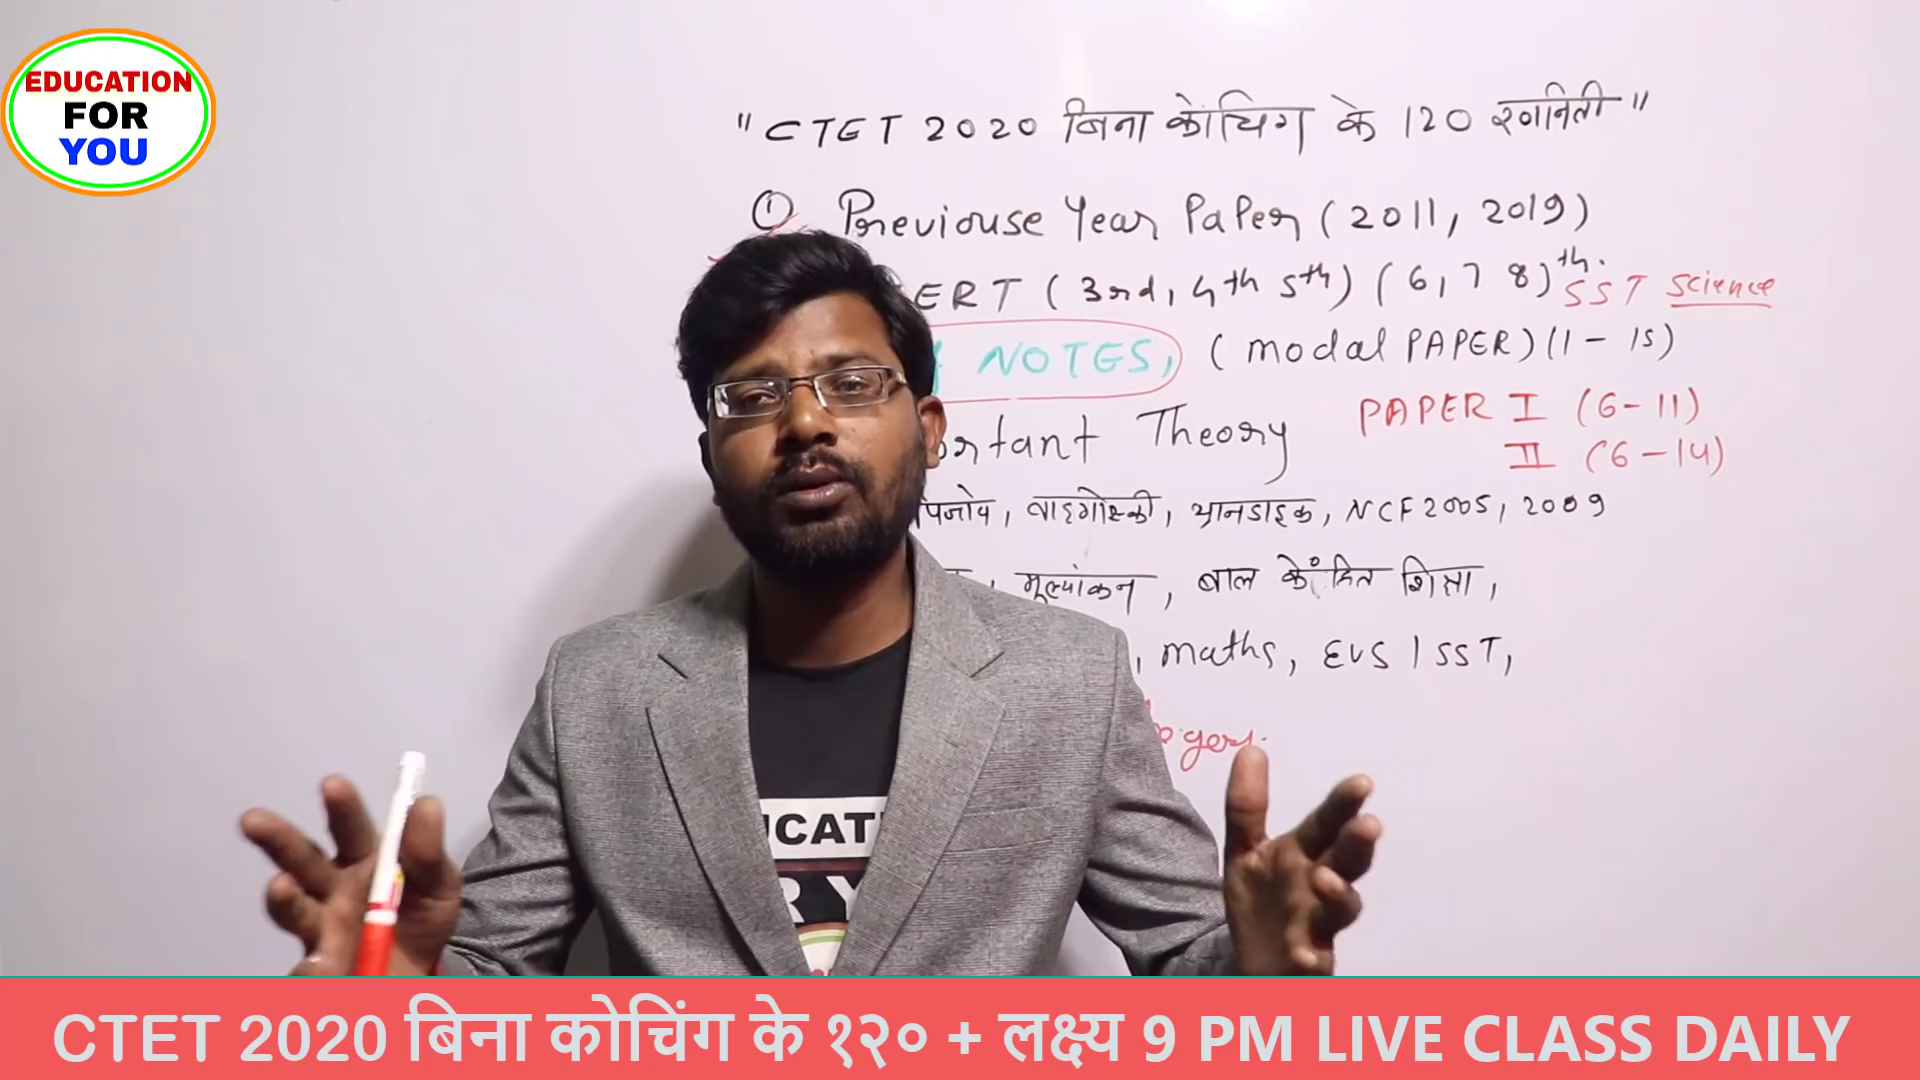 EDUCATION
FOR
YOU
"CTET 2020 बिना कोचिंग के 120 रणनिती"
① Previouse Year PaPer (2011, 2019)
ERT (3rd, 4th 5th) (6, 7 8)th. SST Science
NOTES, (modal PAPER) (1-15)
ortant Theory PAPER I (6-11)
II (6-14)
पिजाे, वाइगोत्स्की, थानडाइक, NCF 2005, 2009
, मूल्यांकन, बाल केंद्रित शिक्षा,
, maths, EVS / SST,
UCATI
R Y
CTET 2020 बिना कोचिंग के १२० + लक्ष्य 9 PM LIVE CLASS DAILY